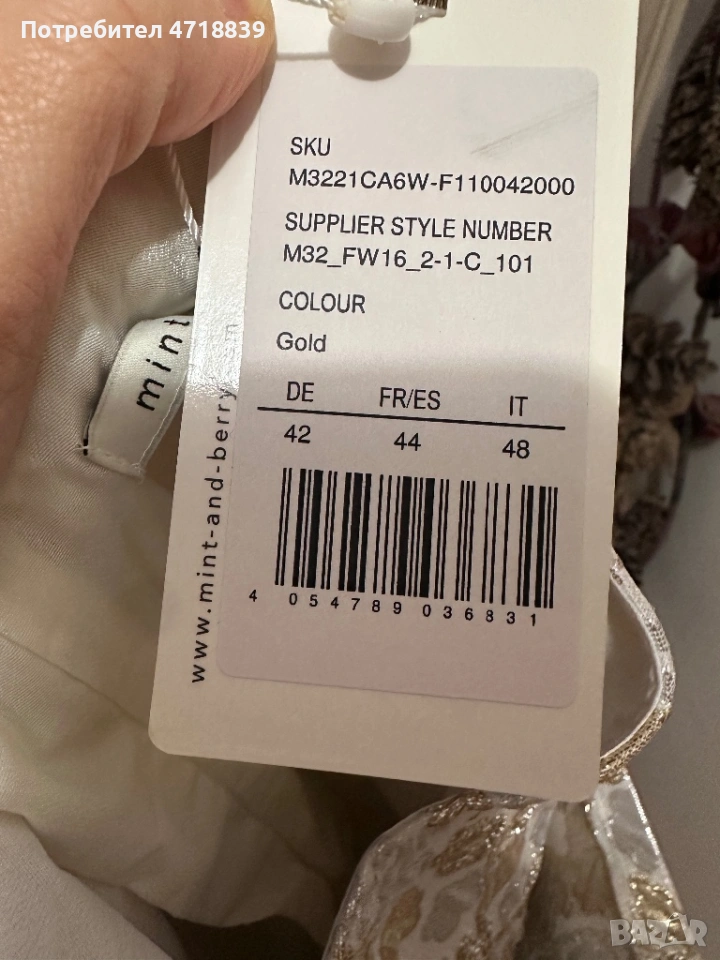 Потребител 4718839
SKU
M3221CA6W-F110042000
SUPPLIER STYLE NUMBER
M32_FW16_2-1-C_101
COLOUR
Gold
DE FR/ES IT
42 44 48
4 054789 036831
www.mint-and-berry
m
mint
BAZAR